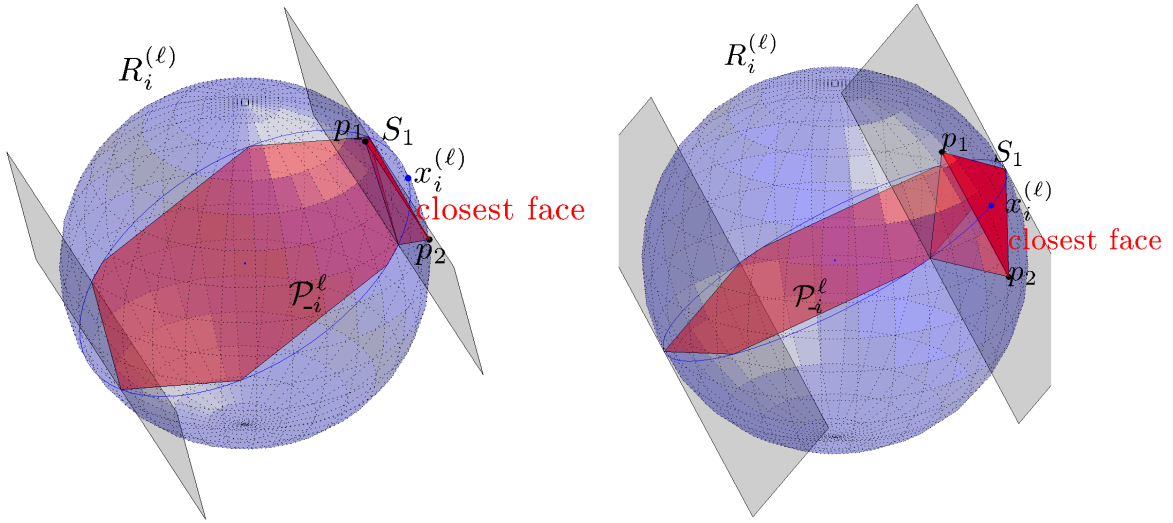 R_i^{(ℓ)}
p_1 S_1
x_i^{(ℓ)}
closest face
p_2
𝒫_{-i}^ℓ
R_i^{(ℓ)}
p_1
S_1
x_i^{(ℓ)}
closest face
p_2
𝒫_{-i}^ℓ